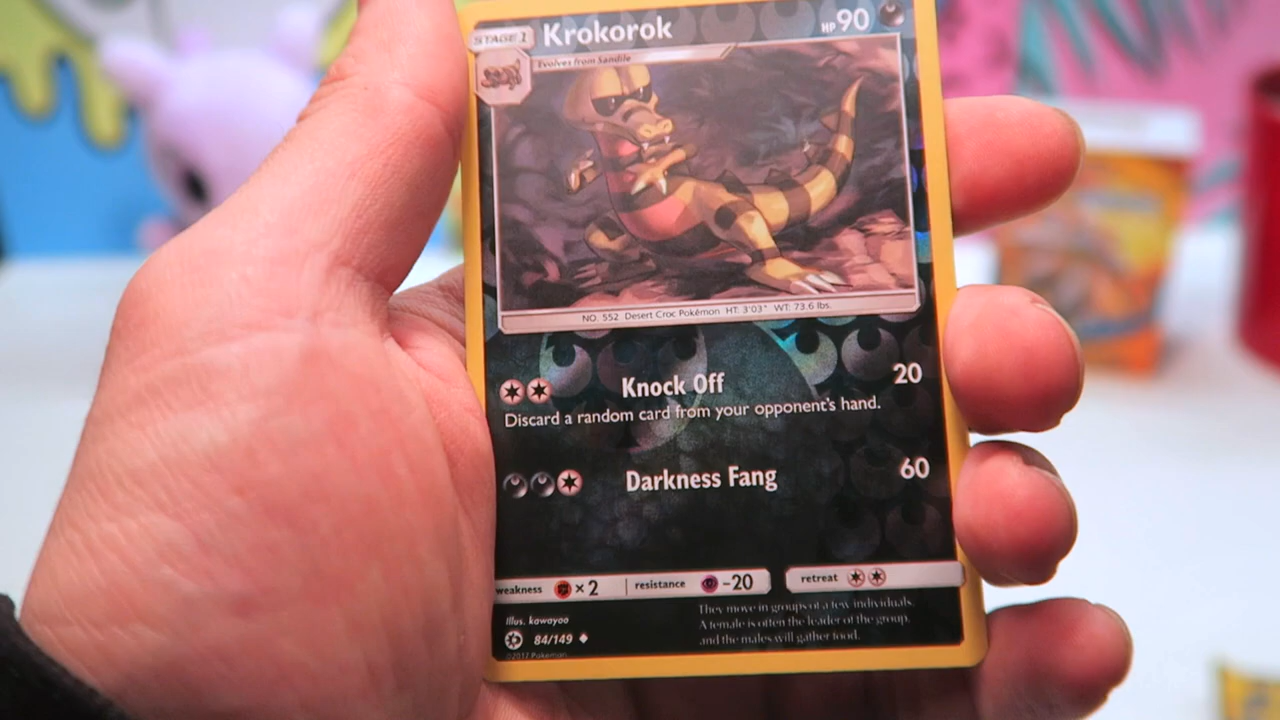 STAGE 1
Krokorok
HP 90
Evolves from Sandile
NO. 552 Desert Croc Pokémon HT: 3'03" WT: 73.6 lbs.
Knock Off 20
Discard a random card from your opponent's hand.
Darkness Fang 60
weakness ×2 resistance -20 retreat
They move in groups of a few individuals.
A female is often the leader of the group,
and the males will gather food.
Illus. kawayoo
84/149
©2017 Pokémon